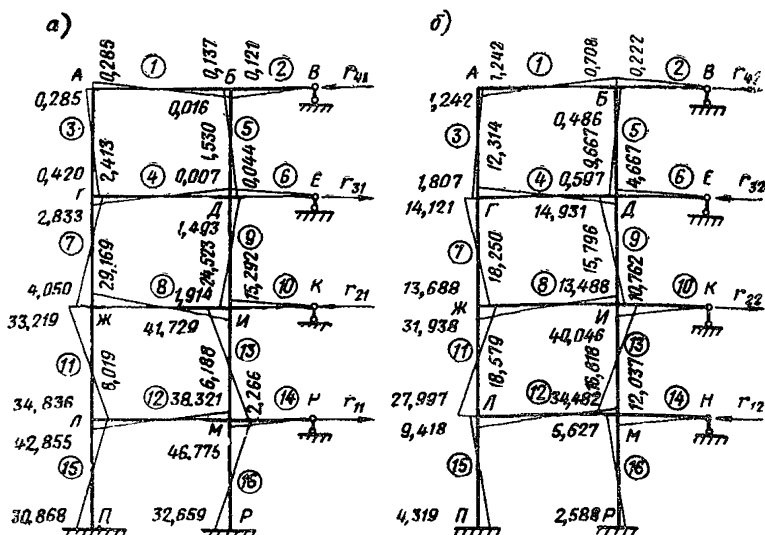 а)
0,285 ① 0,137 Б 0,121 ② В r₄₁
А
0,285 0,016
③ 2,413 1,530 ⑤ 0,044
0,420 ④ 0,007 ⑥ Е r₃₁
Г
2,833 Д
1,493
⑦ 29,169 24,523 ⑨ 15,292
4,050 ⑧ 1,914 ⑩ К r₂₁
33,219 Ж 41,729 И
⑪ 8,019 6,188 ⑬ 2,266
34,836 ⑫ 38,321 ⑭ Н r₁₁
Л
42,855 М
46,775
⑮ ⑯
30,868 П 32,659 Р
б)
1,242 ① 0,708 0,222 ② В r₄₂
А
1,242 Б
0,486
③ 12,314 9,667 ⑤ 4,667
1,807 ④ 0,597 ⑥ Е r₃₂
14,121 Г 14,931 Д
⑦ 18,250 15,796 ⑨ 10,762
13,688 ⑧ 13,488 ⑩ К r₂₂
Ж И
31,938 40,046
⑪ 18,579 16,818 ⑬ 12,037
27,997 Л ⑫ 34,482 ⑭ Н r₁₂
9,418 5,627 М
⑮ ⑯
4,319 П 2,588 Р